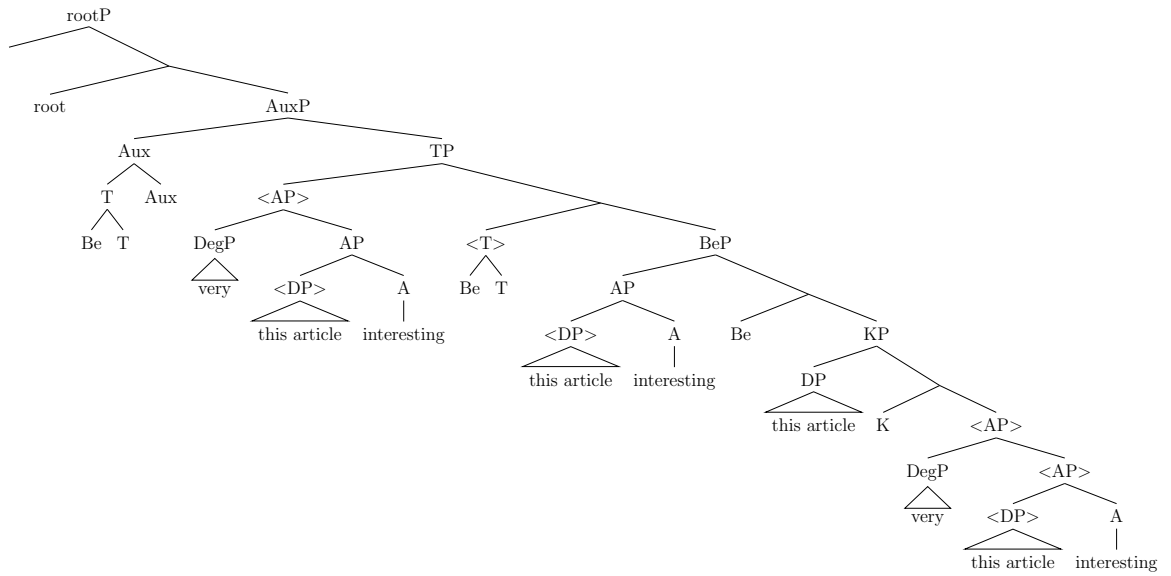 rootP
root AuxP
Aux TP
T Aux <AP>
Be T DegP AP <T> BeP
very <DP> A Be T AP
this article interesting <DP> A Be KP
this article interesting DP
this article K <AP>
DegP <AP>
very <DP> A
this article interesting